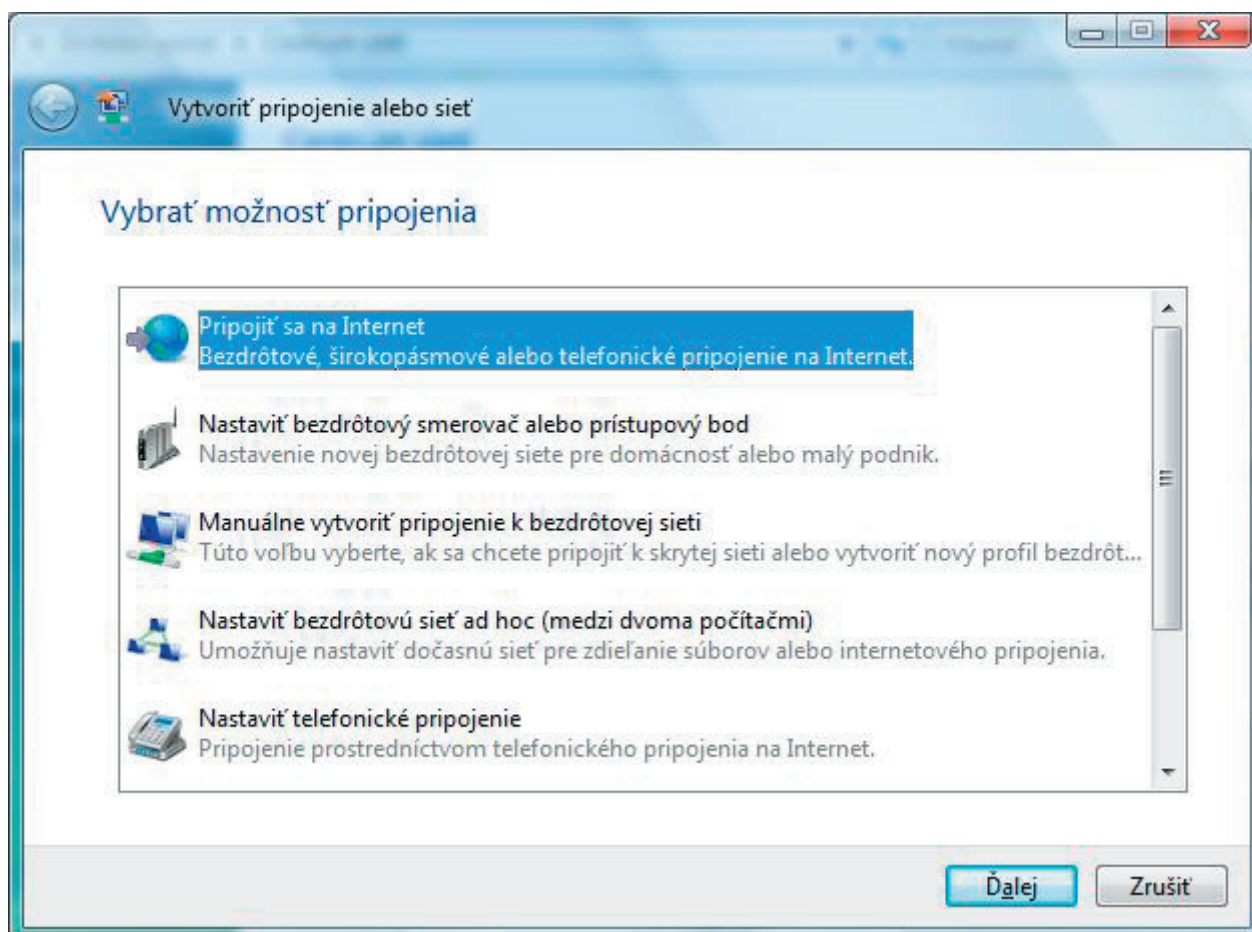 Vytvoriť pripojenie alebo sieť
Vybrať možnosť pripojenia
Pripojiť sa na Internet
Bezdrôtové, širokopásmové alebo telefonické pripojenie na Internet.
Nastaviť bezdrôtový smerovač alebo prístupový bod
Nastavenie novej bezdrôtovej siete pre domácnosť alebo malý podnik.
Manuálne vytvoriť pripojenie k bezdrôtovej sieti
Túto voľbu vyberte, ak sa chcete pripojiť k skrytej sieti alebo vytvoriť nový profil bezdrôt...
Nastaviť bezdrôtovú sieť ad hoc (medzi dvoma počítačmi)
Umožňuje nastaviť dočasnú sieť pre zdieľanie súborov alebo internetového pripojenia.
Nastaviť telefonické pripojenie
Pripojenie prostredníctvom telefonického pripojenia na Internet.
Ďalej
Zrušiť